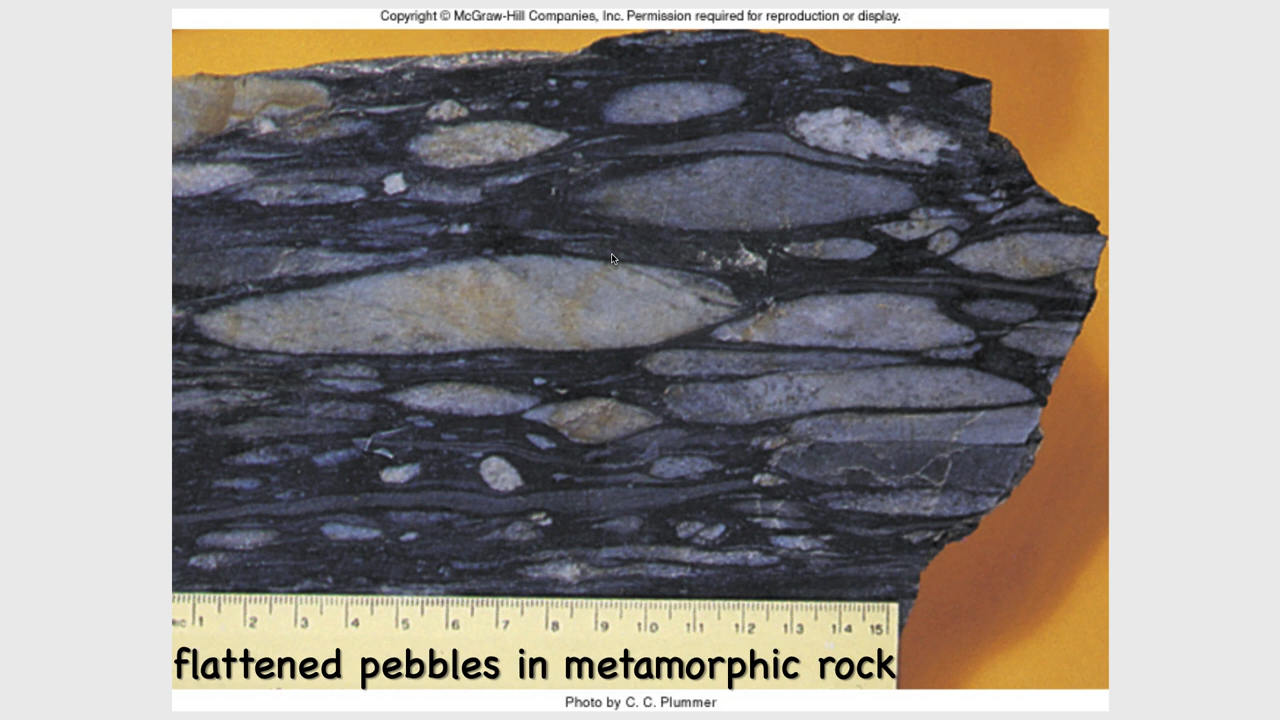 Copyright © McGraw-Hill Companies, Inc. Permission required for reproduction or display.
1 2 3 4 5 6 7 8 9 10 11 12 13 14 15
flattened pebbles in metamorphic rock
Photo by C. C. Plummer